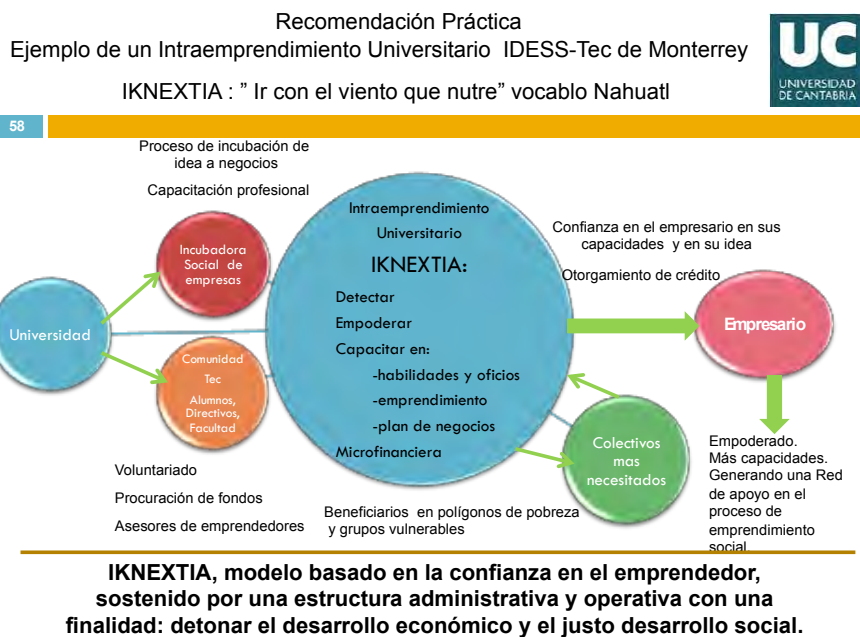 Recomendación Práctica
Ejemplo de un Intraemprendimiento Universitario IDESS-Tec de Monterrey
IKNEXTIA : ” Ir con el viento que nutre” vocablo Nahuatl
UC
UNIVERSIDAD
DE CANTABRIA
58
Proceso de incubación de
idea a negocios
Capacitación profesional
Incubadora
Social de
empresas
Universidad
Comunidad
Tec
Alumnos,
Directivos,
Facultad
Voluntariado
Procuración de fondos
Asesores de emprendedores
Intraemprendimiento
Universitario
IKNEXTIA:
Detectar
Empoderar
Capacitar en:
-habilidades y oficios
-emprendimiento
-plan de negocios
Microfinanciera
Beneficiarios en polígonos de pobreza
y grupos vulnerables
Confianza en el empresario en sus
capacidades y en su idea
Otorgamiento de crédito
Empresario
Colectivos
mas
necesitados
Empoderado.
Más capacidades.
Generando una Red
de apoyo en el
proceso de
emprendimiento
social.
IKNEXTIA, modelo basado en la confianza en el emprendedor,
sostenido por una estructura administrativa y operativa con una
finalidad: detonar el desarrollo económico y el justo desarrollo social.